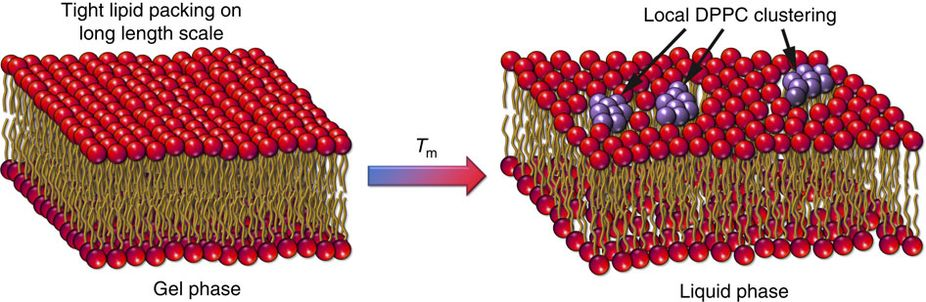 Tight lipid packing on
long length scale
Gel phase
Tm
Local DPPC clustering
Liquid phase